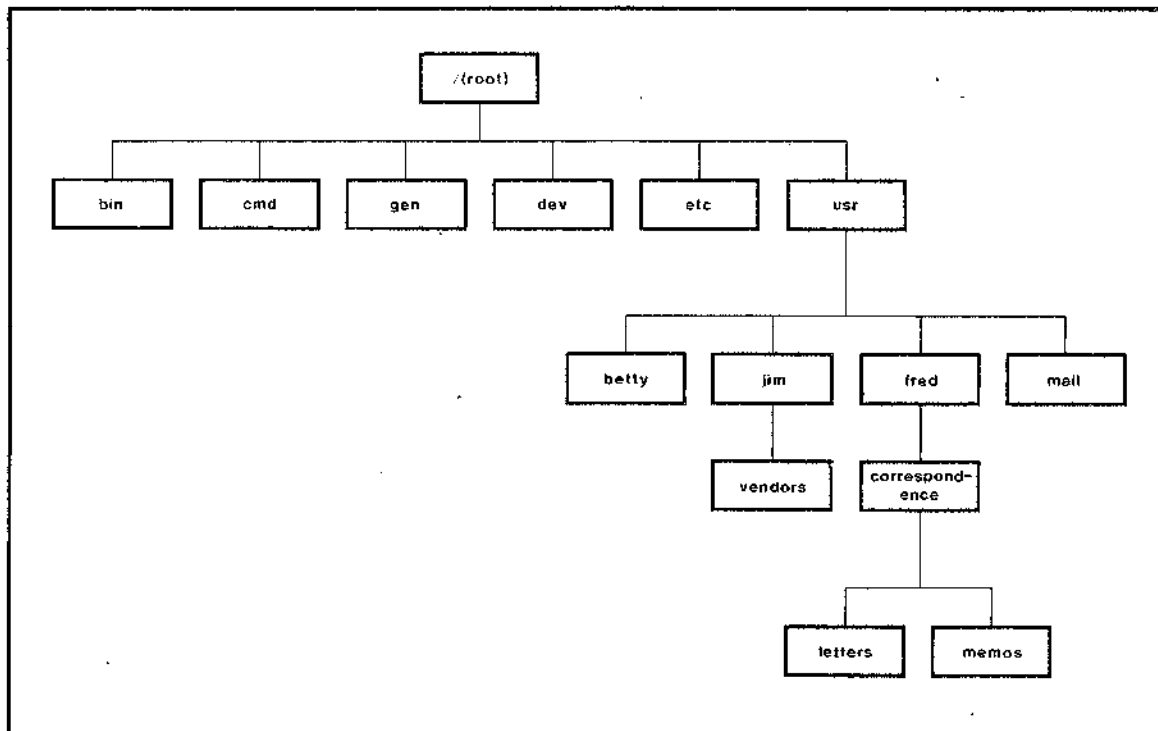 /(root)
bin
cmd
gen
dev
etc
usr
betty
jim
fred
mail
vendors
correspond-
ence
letters
memos